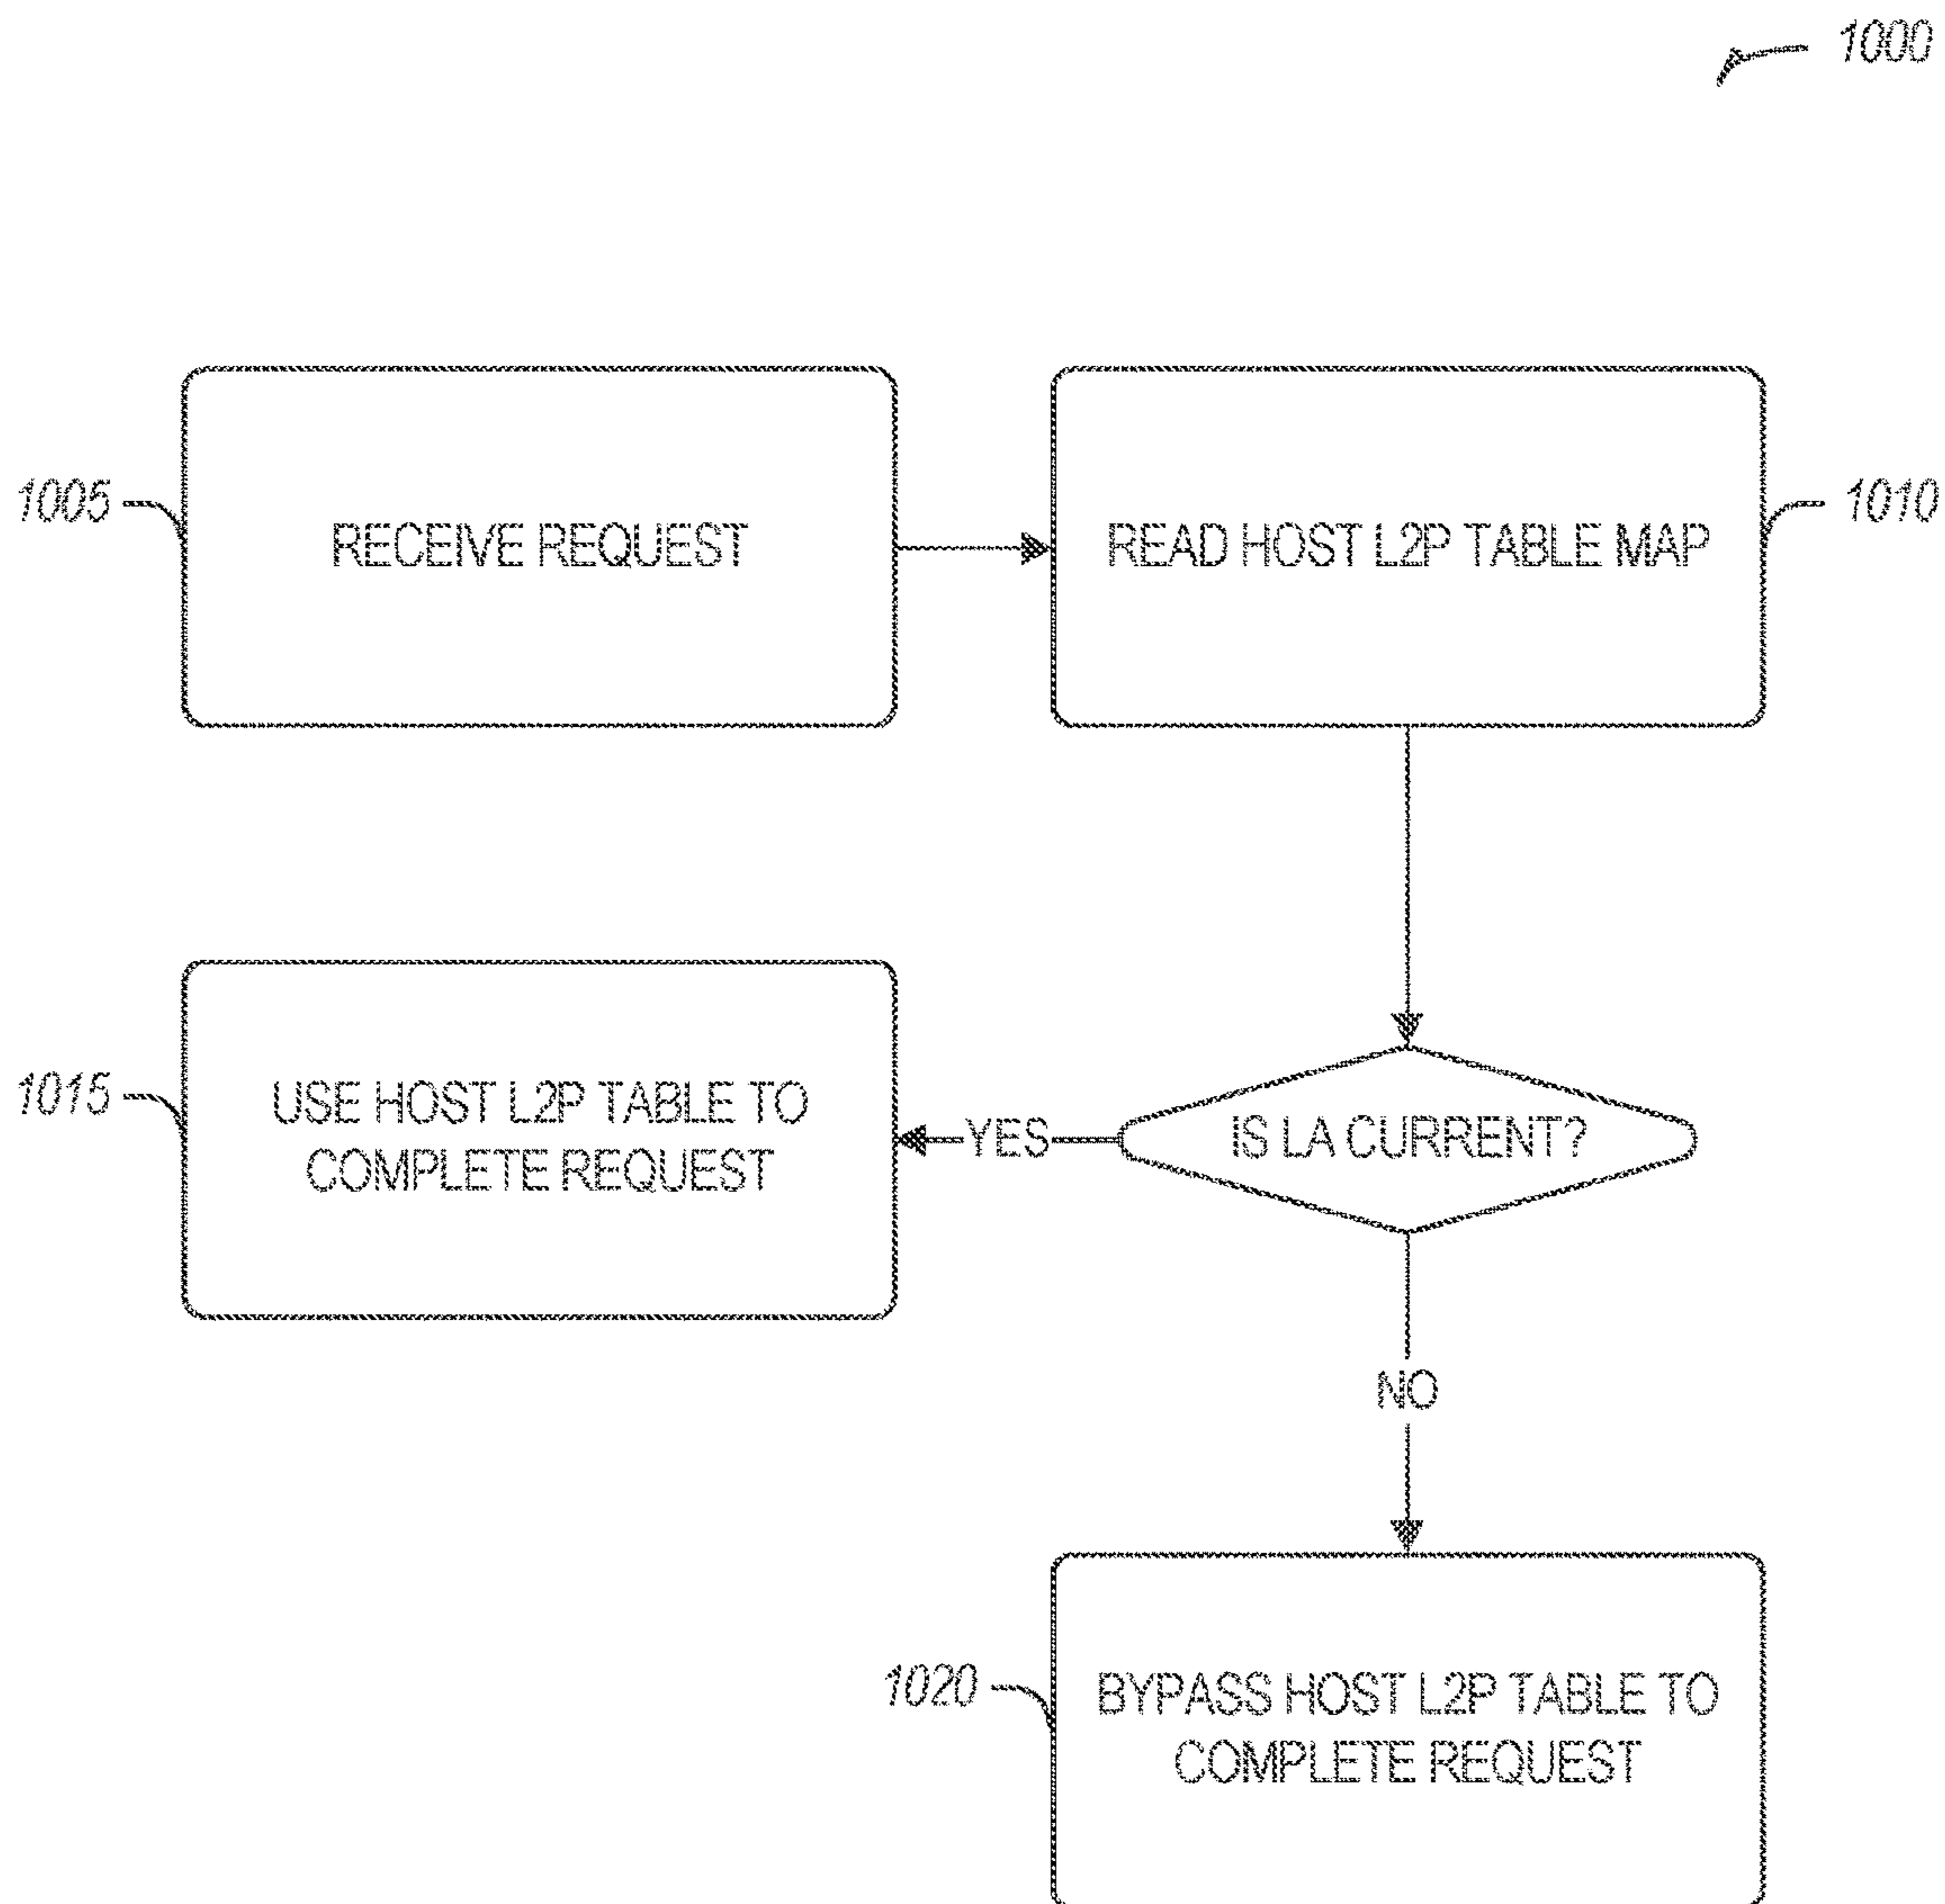 1000
1005
RECEIVE REQUEST
READ HOST L2P TABLE MAP
1010
1015
USE HOST L2P TABLE TO
COMPLETE REQUEST
YES
IS LA CURRENT?
NO
1020
BYPASS HOST L2P TABLE TO
COMPLETE REQUEST